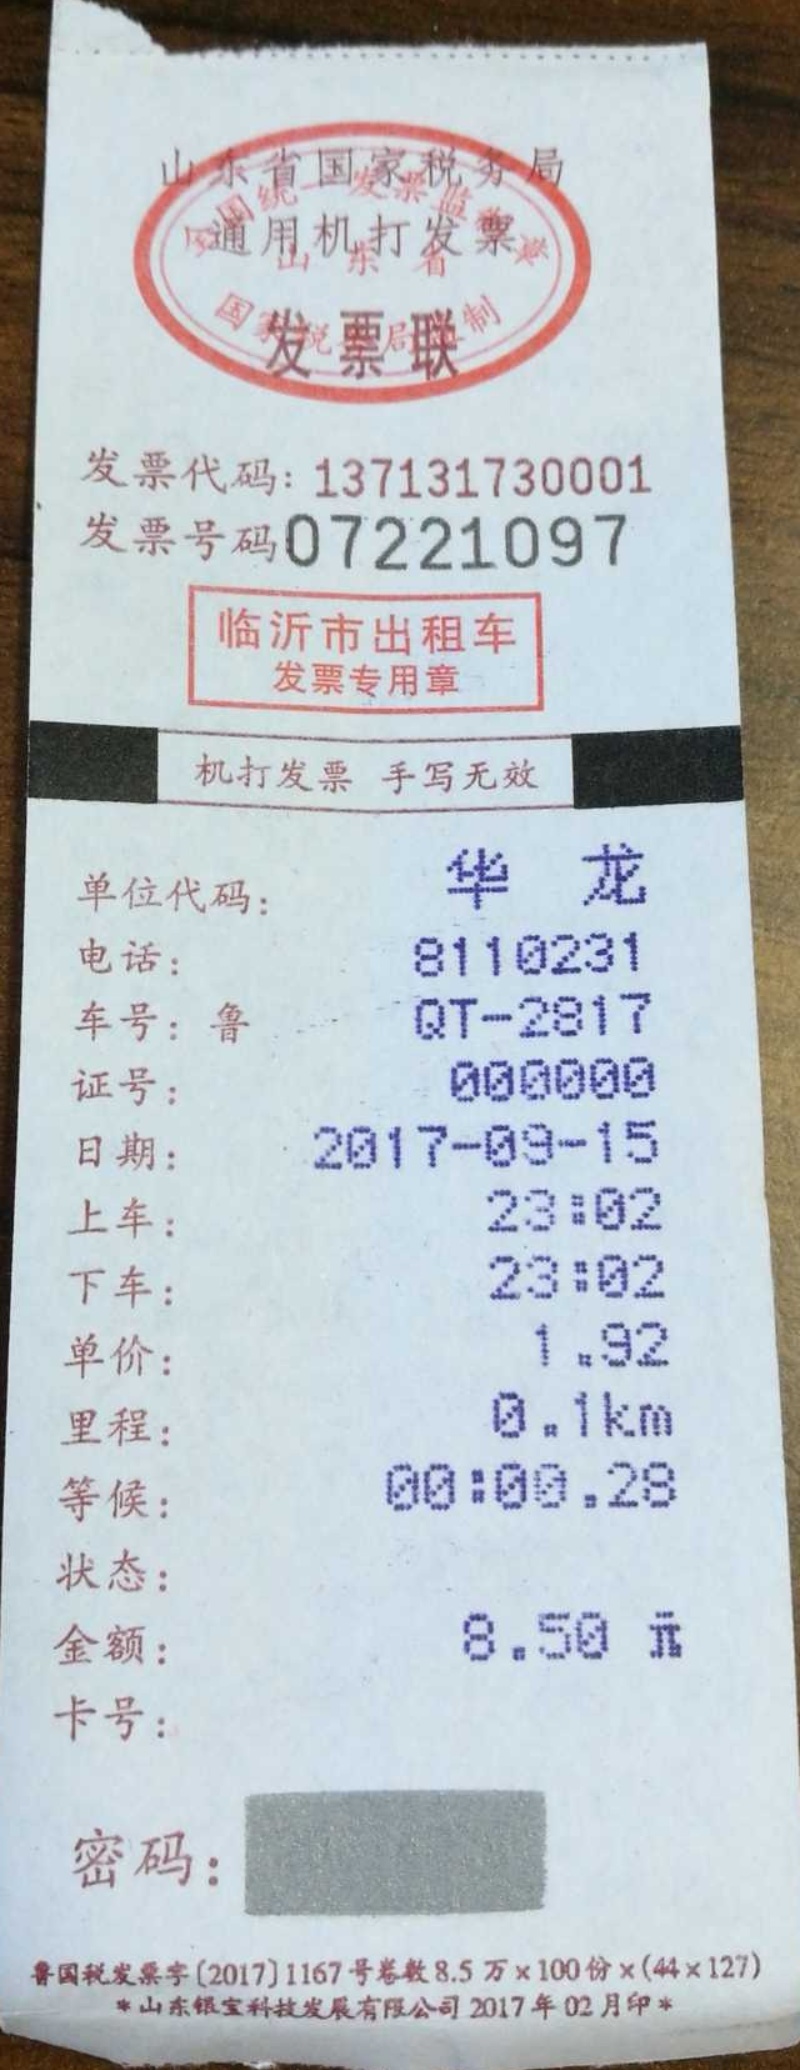 山东省国家税务局
通用机打发票
发票联
全国统一发票监制章
山东省
国家税务局监制
发票代码：137131730001
发票号码07221097
临沂市出租车
发票专用章
机打发票 手写无效
单位代码： 华 龙
电话： 8110231
车号：鲁 QT-2817
证号： 000000
日期： 2017-09-15
上车： 23:02
下车： 23:02
单价： 1.92
里程： 0.1km
等候： 00:00.28
状态：
金额： 8.50 元
卡号：
密码：
鲁国税发票字〔2017〕1167号卷数8.5万×100份×(44×127)
*山东银宝科技发展有限公司2017年02月印*